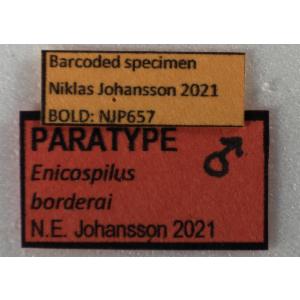 Barcoded specimen
Niklas Johansson 2021
BOLD: NJP657
PARATYPE ♂
Enicospilus
borderai
N.E. Johansson 2021